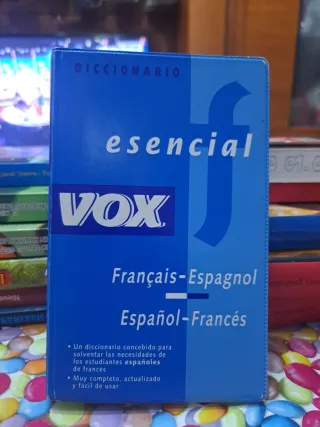 DICCIONARIO
esencial
f
VOX
Français-Espagnol
Español-Francés
• Un diccionario concebido para
solventar las necesidades de
los estudiantes españoles
de francés
• Muy completo, actualizado
y fácil de usar